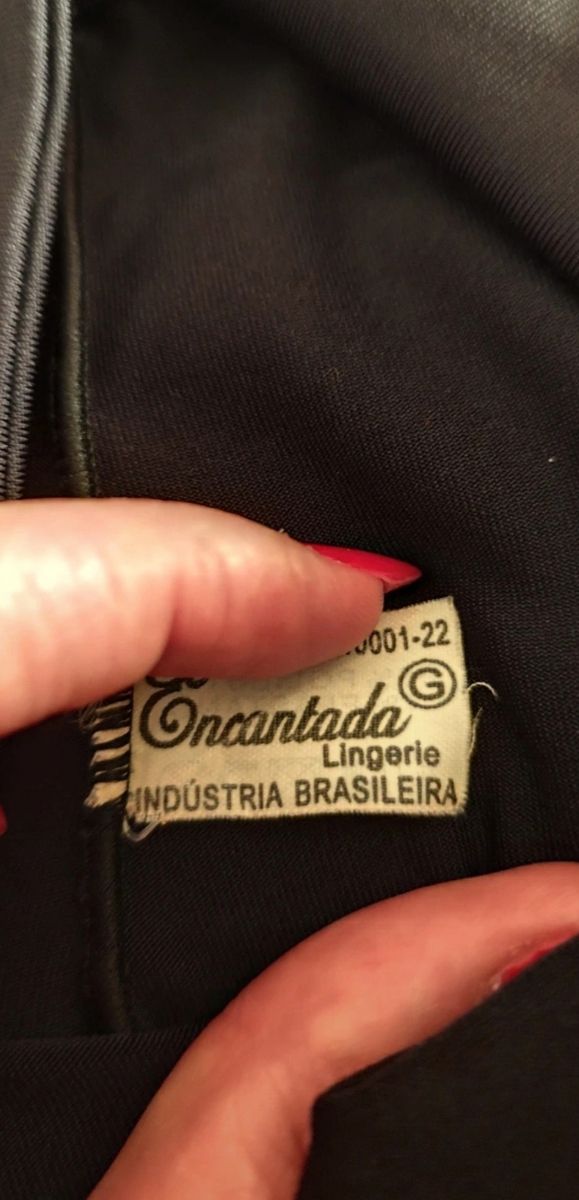 0001-22
G
Encantada
Lingerie
INDÚSTRIA BRASILEIRA